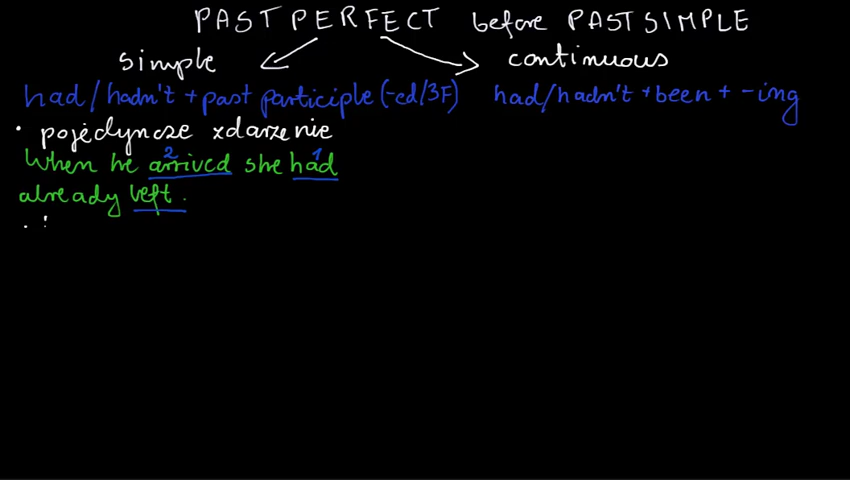 PAST PERFECT before PAST SIMPLE
simple
continuous
had/hadn't + past participle (-ed/3F)
had/hadn't + been + -ing
• pojedyncze zdarzenie
2 1
When he arrived she had
already left.